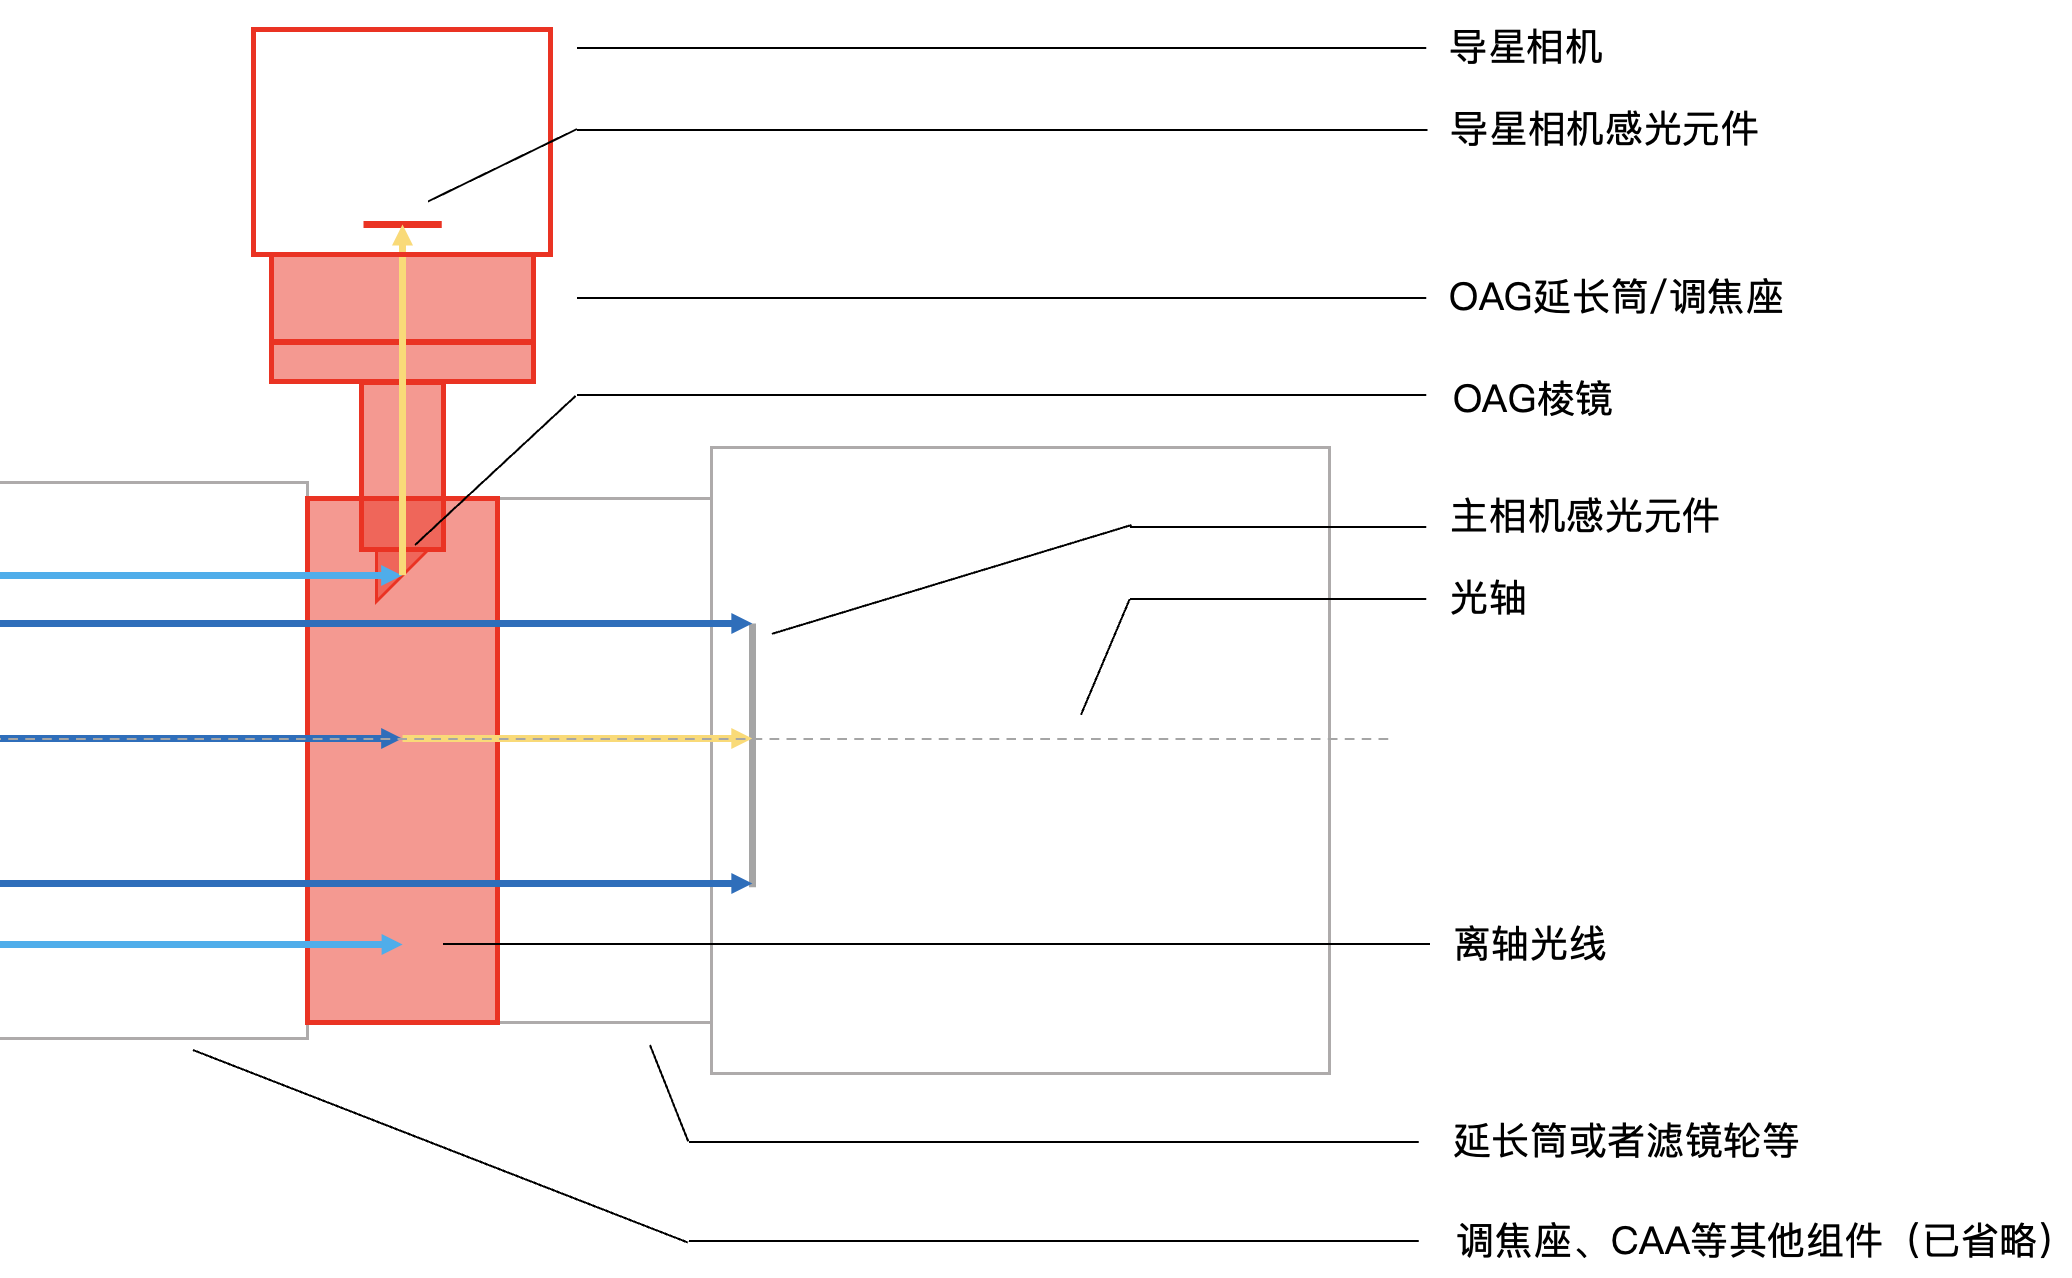 导星相机
导星相机感光元件
OAG延长筒/调焦座
OAG棱镜
主相机感光元件
光轴
离轴光线
延长筒或者滤镜轮等
调焦座、CAA等其他组件（已省略）